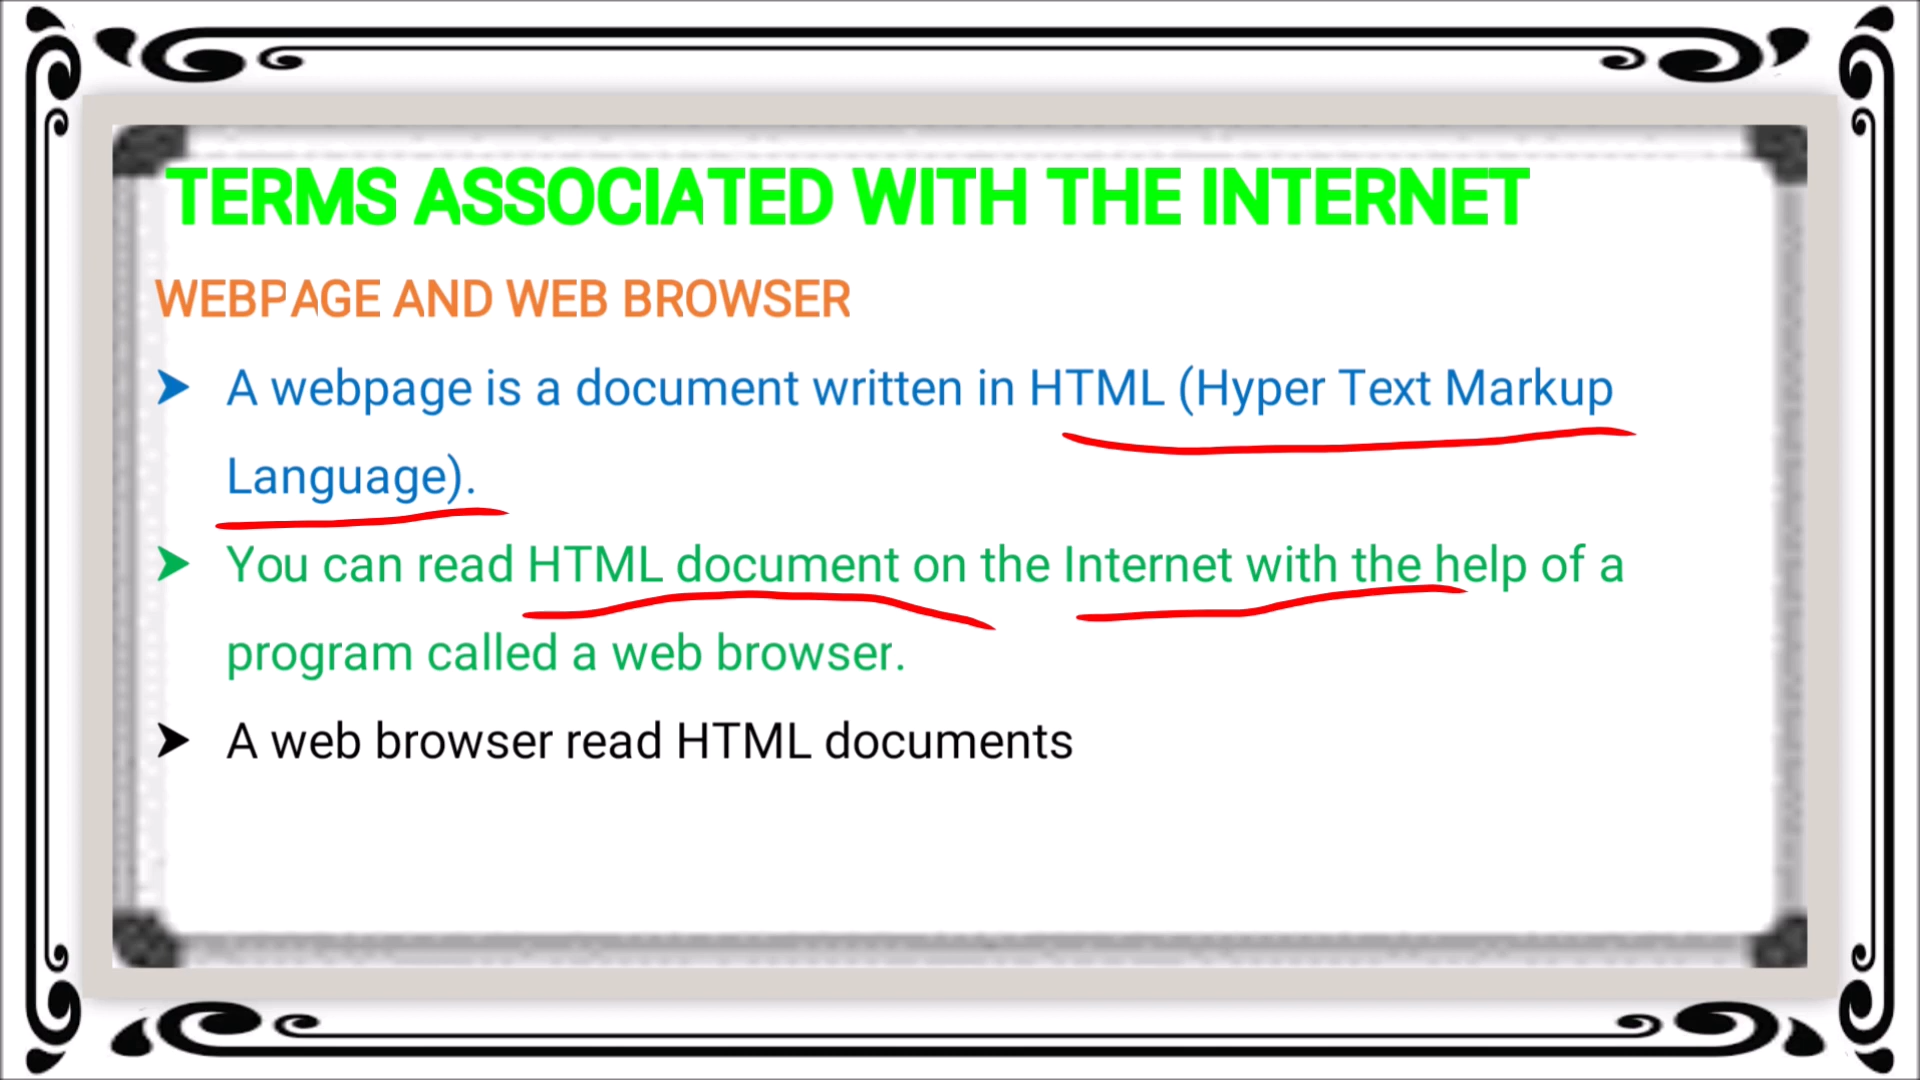 TERMS ASSOCIATED WITH THE INTERNET
WEBPAGE AND WEB BROWSER
➤ A webpage is a document written in HTML (Hyper Text Markup
Language).
➤ You can read HTML document on the Internet with the help of a
program called a web browser.
➤ A web browser read HTML documents